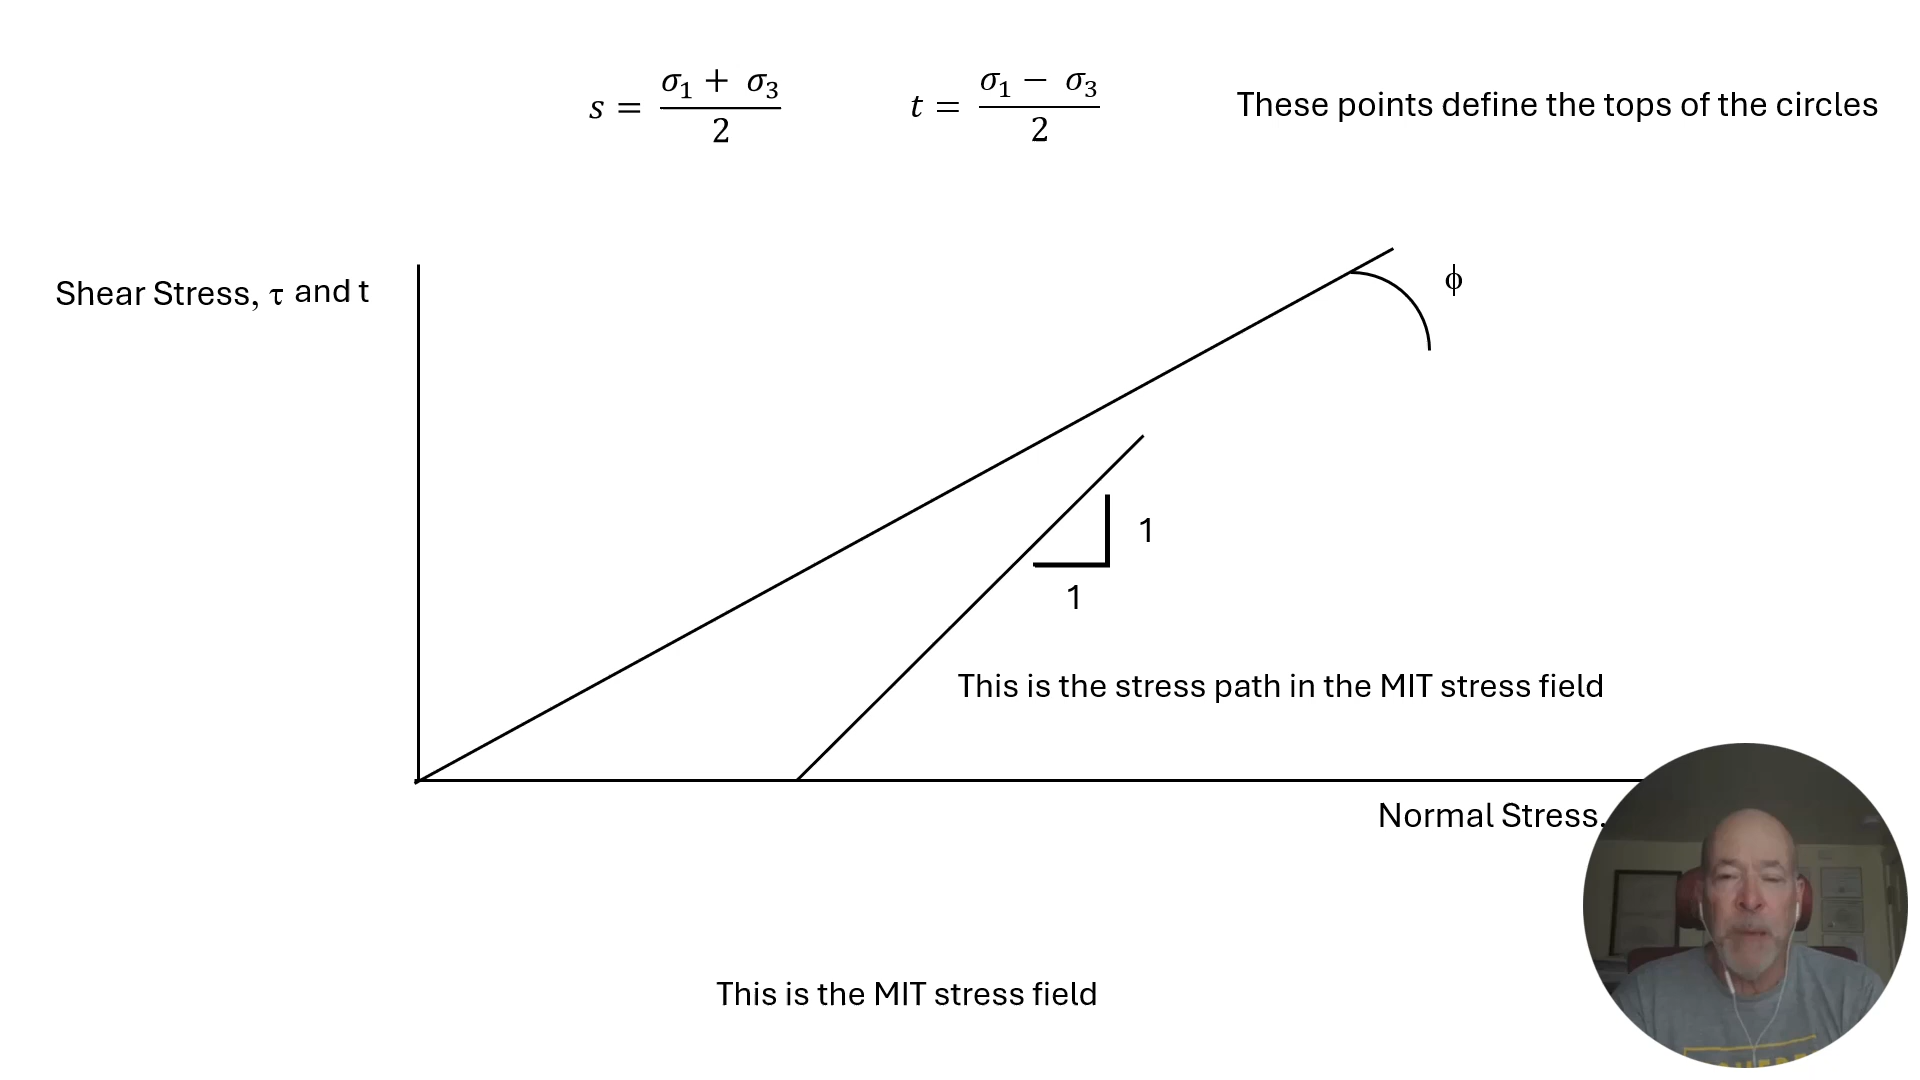 s = (σ₁ + σ₃)/2    t = (σ₁ − σ₃)/2    These points define the tops of the circles
Shear Stress, τ and t
ϕ
1
1
This is the stress path in the MIT stress field
Normal Stress.
This is the MIT stress field